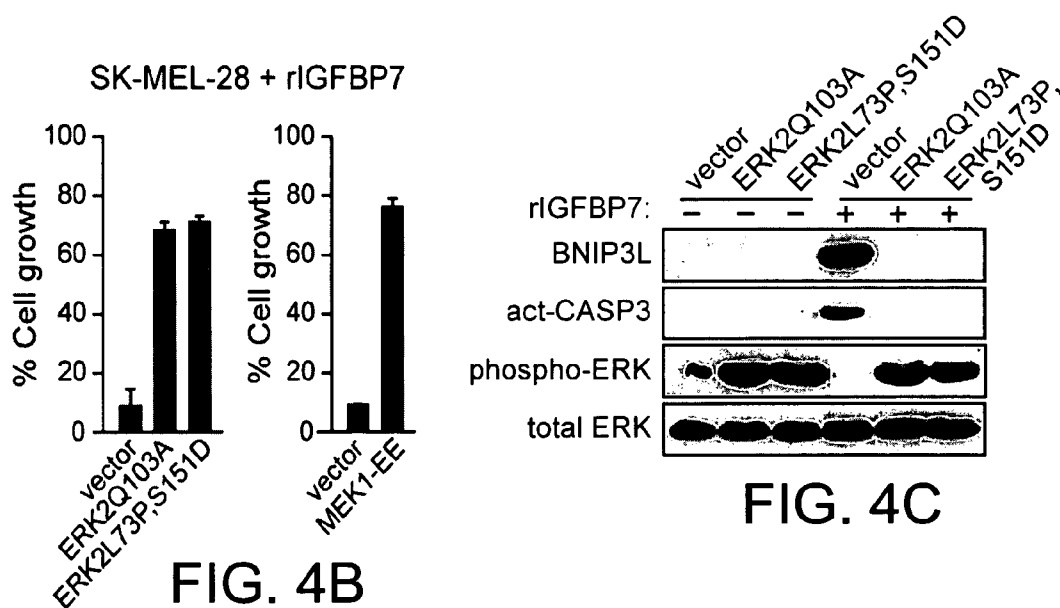 SK-MEL-28 + rIGFBP7
% Cell growth
100
80
60
40
20
0
vector
ERK2Q103A
ERK2L73P,S151D
% Cell growth
100
80
60
40
20
0
vector
MEK1-EE
FIG. 4B
vector
ERK2Q103A
ERK2L73P,S151D
vector
ERK2Q103A
ERK2L73P,
S151D
rIGFBP7: – – – + + +
BNIP3L
act-CASP3
phospho-ERK
total ERK
FIG. 4C